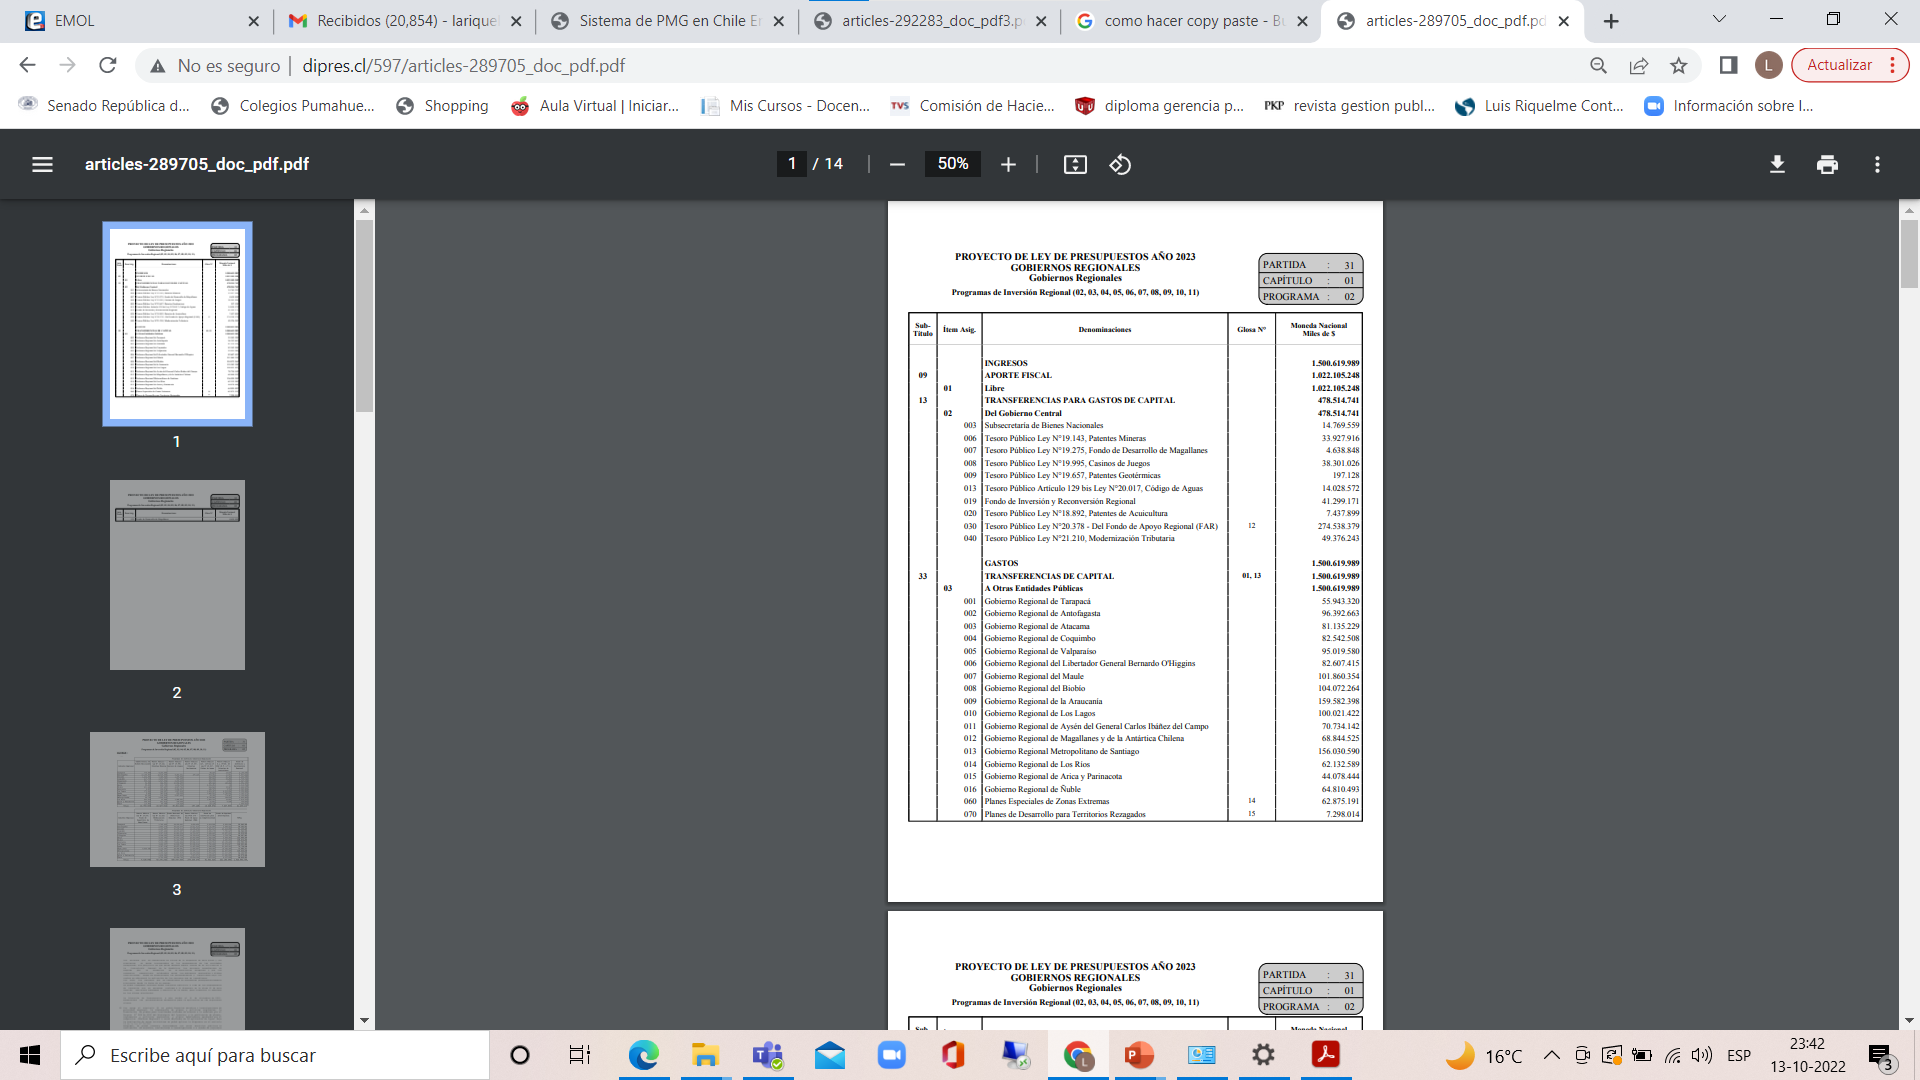 EMOL
Recibidos (20,854) - larique
Sistema de PMG en Chile
articles-292283_doc_pdf3.p
como hacer copy paste - B
articles-289705_doc_pdf.pd
No es seguro | dipres.cl/597/articles-289705_doc_pdf.pdf
L
Actualizar
Senado República d...
Colegios Pumahue...
Shopping
Aula Virtual | Iniciar...
Mis Cursos - Docen...
TVS Comisión de Hacie...
diploma gerencia p...
PKP revista gestion publ...
Luis Riquelme Cont...
Información sobre l...
articles-289705_doc_pdf.pdf
1 / 14
50%
1
2
3
PROYECTO DE LEY DE PRESUPUESTOS AÑO 2023
GOBIERNOS REGIONALES
Gobiernos Regionales
Programas de Inversión Regional (02, 03, 04, 05, 06, 07, 08, 09, 10, 11)
PARTIDA : 31
CAPÍTULO : 01
PROGRAMA : 02
Sub-Título Ítem Asig. Denominaciones Glosa N° Moneda Nacional Miles de $
INGRESOS 1.500.619.989
09 APORTE FISCAL 1.022.105.248
01 Libre 1.022.105.248
13 TRANSFERENCIAS PARA GASTOS DE CAPITAL 478.514.741
02 Del Gobierno Central 478.514.741
003 Subsecretaría de Bienes Nacionales 14.769.559
006 Tesoro Público Ley N°19.143, Patentes Mineras 33.927.916
007 Tesoro Público Ley N°19.275, Fondo de Desarrollo de Magallanes 4.638.848
008 Tesoro Público Ley N°19.995, Casinos de Juegos 38.301.026
009 Tesoro Público Ley N°19.657, Patentes Geotérmicas 197.128
013 Tesoro Público Artículo 129 bis Ley N°20.017, Código de Aguas 14.028.572
019 Fondo de Inversión y Reconversión Regional 41.299.171
020 Tesoro Público Ley N°18.892, Patentes de Acuicultura 7.437.899
030 Tesoro Público Ley N°20.378 - Del Fondo de Apoyo Regional (FAR) 12 274.538.379
040 Tesoro Público Ley N°21.210, Modernización Tributaria 49.376.243
GASTOS 1.500.619.989
33 TRANSFERENCIAS DE CAPITAL 01, 13 1.500.619.989
03 A Otras Entidades Públicas 1.500.619.989
001 Gobierno Regional de Tarapacá 55.943.320
002 Gobierno Regional de Antofagasta 96.392.663
003 Gobierno Regional de Atacama 81.135.229
004 Gobierno Regional de Coquimbo 82.542.508
005 Gobierno Regional de Valparaíso 95.019.580
006 Gobierno Regional del Libertador General Bernardo O'Higgins 82.607.415
007 Gobierno Regional del Maule 101.860.354
008 Gobierno Regional del Biobío 104.072.264
009 Gobierno Regional de la Araucanía 159.582.398
010 Gobierno Regional de Los Lagos 100.021.422
011 Gobierno Regional de Aysén del General Carlos Ibáñez del Campo 70.734.142
012 Gobierno Regional de Magallanes y de la Antártica Chilena 68.844.525
013 Gobierno Regional Metropolitano de Santiago 156.030.590
014 Gobierno Regional de Los Ríos 62.132.589
015 Gobierno Regional de Arica y Parinacota 44.078.444
016 Gobierno Regional de Ñuble 64.810.493
060 Planes Especiales de Zonas Extremas 14 62.875.191
070 Planes de Desarrollo para Territorios Rezagados 15 7.298.014
PROYECTO DE LEY DE PRESUPUESTOS AÑO 2023
GOBIERNOS REGIONALES
Gobiernos Regionales
Programas de Inversión Regional (02, 03, 04, 05, 06, 07, 08, 09, 10, 11)
PARTIDA : 31
CAPÍTULO : 01
PROGRAMA : 02
Sub- Moneda Nacional
Escribe aquí para buscar
16°C
ESP
23:42
13-10-2022
3